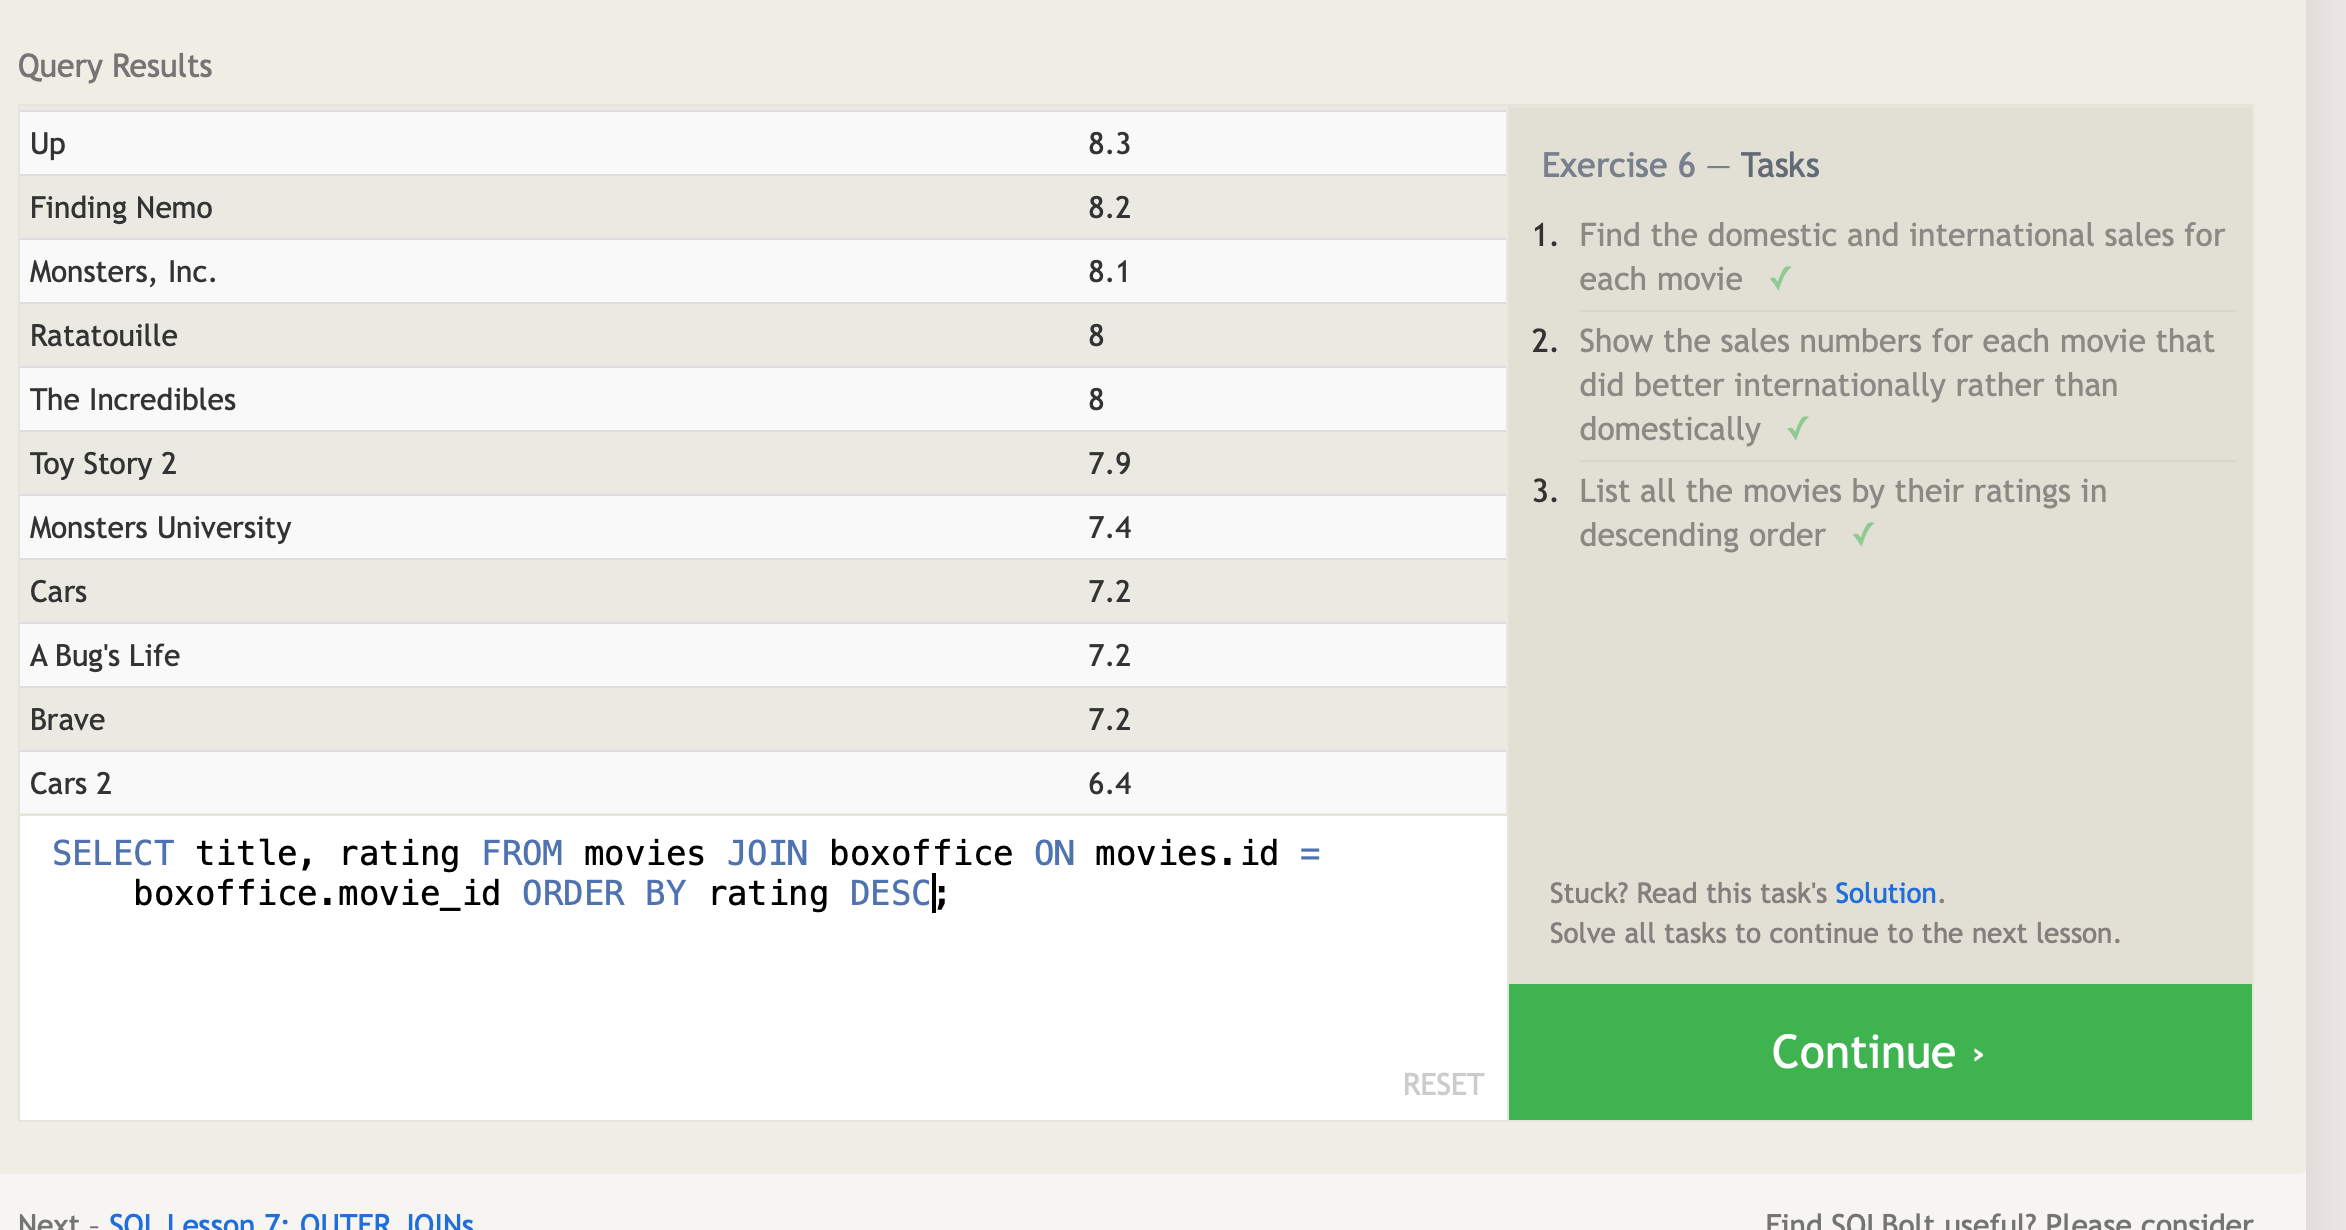 Query Results
Up 8.3
Finding Nemo 8.2
Monsters, Inc. 8.1
Ratatouille 8
The Incredibles 8
Toy Story 2 7.9
Monsters University 7.4
Cars 7.2
A Bug's Life 7.2
Brave 7.2
Cars 2 6.4
SELECT title, rating FROM movies JOIN boxoffice ON movies.id =
boxoffice.movie_id ORDER BY rating DESC;
RESET
Exercise 6 — Tasks
1. Find the domestic and international sales for
each movie ✓
2. Show the sales numbers for each movie that
did better internationally rather than
domestically ✓
3. List all the movies by their ratings in
descending order ✓
Stuck? Read this task's Solution.
Solve all tasks to continue to the next lesson.
Continue ›
Next – SQL Lesson 7: OUTER JOINs
Find SQLBolt useful? Please consider